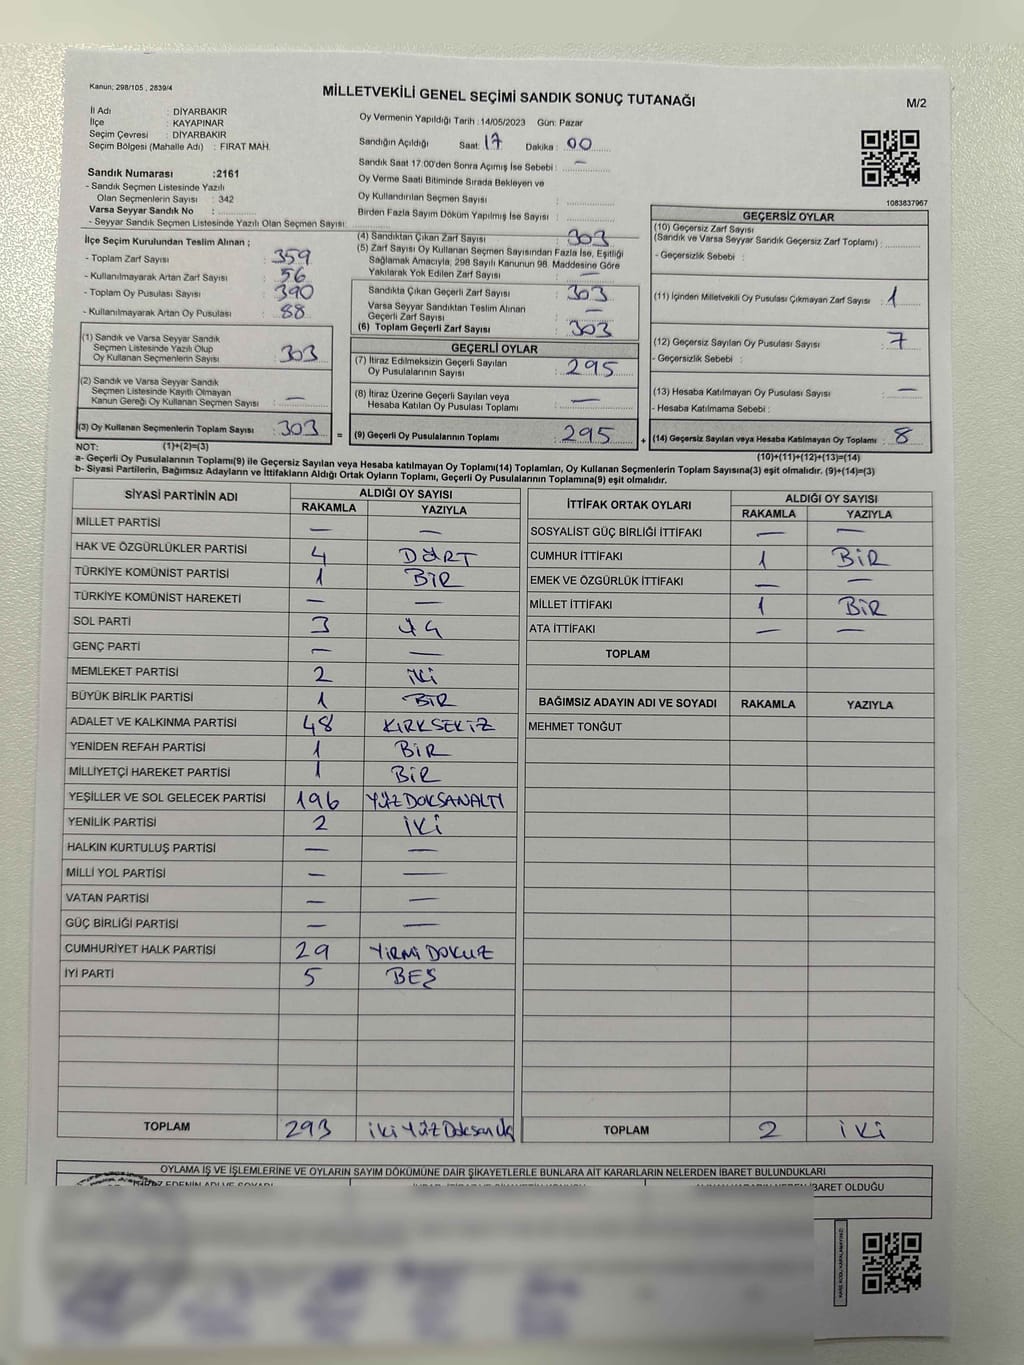 Kanun; 298/105 , 2839/4
MİLLETVEKİLİ GENEL SEÇİMİ SANDIK SONUÇ TUTANAĞI
M/2
İl Adı : DİYARBAKIR
İlçe : KAYAPINAR
Seçim Çevresi : DİYARBAKIR
Seçim Bölgesi (Mahalle Adı) : FIRAT MAH.
Sandık Numarası :2161
- Sandık Seçmen Listesinde Yazılı
Olan Seçmenlerin Sayısı : 342
Varsa Seyyar Sandık No :
- Seyyar Sandık Seçmen Listesinde Yazılı Olan Seçmen Sayısı:
İlçe Seçim Kurulundan Teslim Alınan ;
- Toplam Zarf Sayısı : 359
- Kullanılmayarak Artan Zarf Sayısı : 56
- Toplam Oy Pusulası Sayısı : 390
- Kullanılmayarak Artan Oy Pusulası : 88
(1) Sandık ve Varsa Seyyar Sandık
Seçmen Listesinde Yazılı Olup
Oy Kullanan Seçmenlerin Sayısı : 303
(2) Sandık ve Varsa Seyyar Sandık
Seçmen Listesinde Kayıtlı Olmayan
Kanun Gereği Oy Kullanan Seçmen Sayısı : —
(3) Oy Kullanan Seçmenlerin Toplam Sayısı : 303
Oy Vermenin Yapıldığı Tarih :14/05/2023 Gün: Pazar
Sandığın Açıldığı Saat: 17 Dakika : 00
Sandık Saat 17:00'den Sonra Açımış İse Sebebi : —
Oy Verme Saati Bitiminde Sırada Bekleyen ve
Oy Kullandırılan Seçmen Sayısı :
Birden Fazla Sayım Döküm Yapılmış İse Sayısı :
(4) Sandıktan Çıkan Zarf Sayısı : 303
(5) Zarf Sayısı Oy Kullanan Seçmen Sayısından Fazla İse, Eşitliği
Sağlamak Amacıyla, 298 Sayılı Kanunun 98. Maddesine Göre
Yakılarak Yok Edilen Zarf Sayısı : —
Sandıkta Çıkan Geçerli Zarf Sayısı : 303
Varsa Seyyar Sandıktan Teslim Alınan
Geçerli Zarf Sayısı : —
(6) Toplam Geçerli Zarf Sayısı : 303
GEÇERLİ OYLAR
(7) İtiraz Edilmeksizin Geçerli Sayılan
Oy Pusulalarının Sayısı : 295
(8) İtiraz Üzerine Geçerli Sayılan veya
Hesaba Katılan Oy Pusulası Toplamı : —
= (9) Geçerli Oy Pusulalarının Toplamı : 295
1083837967
GEÇERSİZ OYLAR
(10) Geçersiz Zarf Sayısı
(Sandık ve Varsa Seyyar Sandık Geçersiz Zarf Toplamı) :
- Geçersizlik Sebebi :
(11) İçinden Milletvekili Oy Pusulası Çıkmayan Zarf Sayısı : 1
(12) Geçersiz Sayılan Oy Pusulası Sayısı : 7
- Geçersizlik Sebebi :
(13) Hesaba Katılmayan Oy Pusulası Sayısı : —
- Hesaba Katılmama Sebebi :
+ (14) Geçersiz Sayılan veya Hesaba Katılmayan Oy Toplamı : 8
NOT: (1)+(2)=(3) (10)+(11)+(12)+(13)=(14)
a- Geçerli Oy Pusulalarının Toplamı(9) ile Geçersiz Sayılan veya Hesaba katılmayan Oy Toplamı(14) Toplamları, Oy Kullanan Seçmenlerin Toplam Sayısına(3) eşit olmalıdır. (9)+(14)=(3)
b- Siyasi Partilerin, Bağımsız Adayların ve İttifakların Aldığı Ortak Oyların Toplamı, Geçerli Oy Pusulalarının Toplamına(9) eşit olmalıdır.
SİYASİ PARTİNİN ADI ALDIĞI OY SAYISI
RAKAMLA YAZIYLA
MİLLET PARTİSİ — —
HAK VE ÖZGÜRLÜKLER PARTİSİ 4 DÖRT
TÜRKİYE KOMÜNİST PARTİSİ 1 BİR
TÜRKİYE KOMÜNİST HAREKETİ — —
SOL PARTİ 3 ÜÇ
GENÇ PARTİ — —
MEMLEKET PARTİSİ 2 İKİ
BÜYÜK BİRLİK PARTİSİ 1 BİR
ADALET VE KALKINMA PARTİSİ 48 KIRKSEKİZ
YENİDEN REFAH PARTİSİ 1 BİR
MİLLİYETÇİ HAREKET PARTİSİ 1 BİR
YEŞİLLER VE SOL GELECEK PARTİSİ 196 YÜZDOKSANALTI
YENİLİK PARTİSİ 2 İKİ
HALKIN KURTULUŞ PARTİSİ — —
MİLLİ YOL PARTİSİ — —
VATAN PARTİSİ — —
GÜÇ BİRLİĞİ PARTİSİ — —
CUMHURİYET HALK PARTİSİ 29 YİRMİDOKUZ
İYİ PARTİ 5 BEŞ
TOPLAM 293 İkiYüzDoksanÜç
İTTİFAK ORTAK OYLARI ALDIĞI OY SAYISI
RAKAMLA YAZIYLA
SOSYALİST GÜÇ BİRLİĞİ İTTİFAKI — —
CUMHUR İTTİFAKI 1 BİR
EMEK VE ÖZGÜRLÜK İTTİFAKI — —
MİLLET İTTİFAKI 1 BİR
ATA İTTİFAKI — —
TOPLAM
BAĞIMSIZ ADAYIN ADI VE SOYADI RAKAMLA YAZIYLA
MEHMET TONĞUT
TOPLAM 2 İKİ
OYLAMA İŞ VE İŞLEMLERİNE VE OYLARIN SAYIM DÖKÜMÜNE DAİR ŞİKAYETLERLE BUNLARA AİT KARARLARIN NELERDEN İBARET BULUNDUKLARI
İBARET OLDUĞU